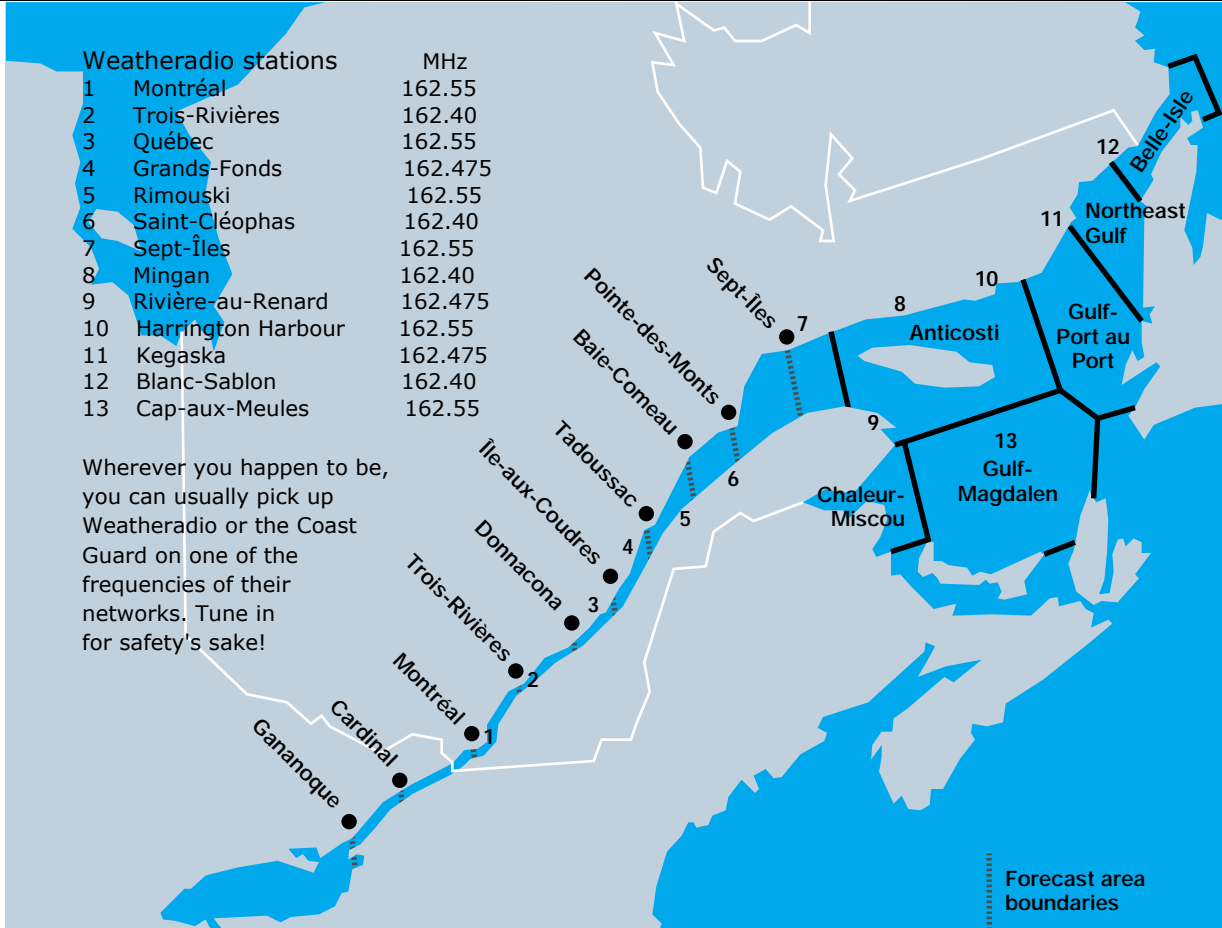 Weatheradio stations MHz
1 Montréal 162.55
2 Trois-Rivières 162.40
3 Québec 162.55
4 Grands-Fonds 162.475
5 Rimouski 162.55
6 Saint-Cléophas 162.40
7 Sept-Îles 162.55
8 Mingan 162.40
9 Rivière-au-Renard 162.475
10 Harrington Harbour 162.55
11 Kegaska 162.475
12 Blanc-Sablon 162.40
13 Cap-aux-Meules 162.55
Wherever you happen to be,
you can usually pick up
Weatheradio or the Coast
Guard on one of the
frequencies of their
networks. Tune in
for safety's sake!
Belle-Isle
12
Northeast
Gulf
11
10
Gulf-
Port au
Port
8
Anticosti
Sept-Îles
7
Pointe-des-Monts
Baie-Comeau
9
13
Gulf-
Magdalen
Chaleur-
Miscou
6
Tadoussac
5
Île-aux-Coudres
4
Donnacona
3
Trois-Rivières
2
Montréal
1
Cardinal
Gananoque
Forecast area
boundaries